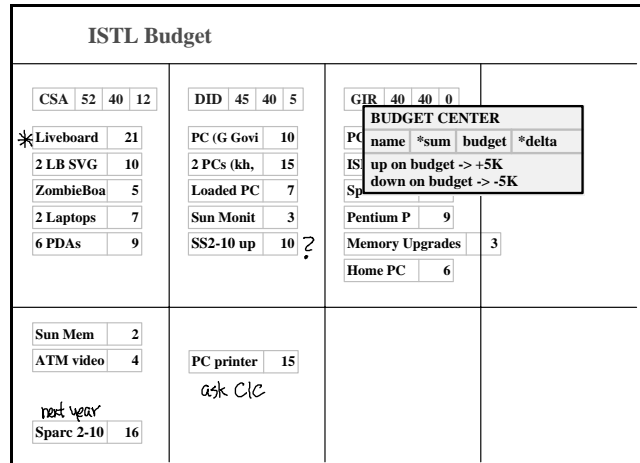 ISTL Budget
CSA 52 40 12
* Liveboard 21
2 LB SVG 10
ZombieBoa 5
2 Laptops 7
6 PDAs 9
DID 45 40 5
PC (G Govi 10
2 PCs (kh, 15
Loaded PC 7
Sun Monit 3
SS2-10 up 10 ?
GIR 40 40 0
BUDGET CENTER
name *sum budget *delta
up on budget -> +5K
down on budget -> -5K
Pentium P 9
Memory Upgrades 3
Home PC 6
Sun Mem 2
ATM video 4
next year
Sparc 2-10 16
PC printer 15
ask CIC